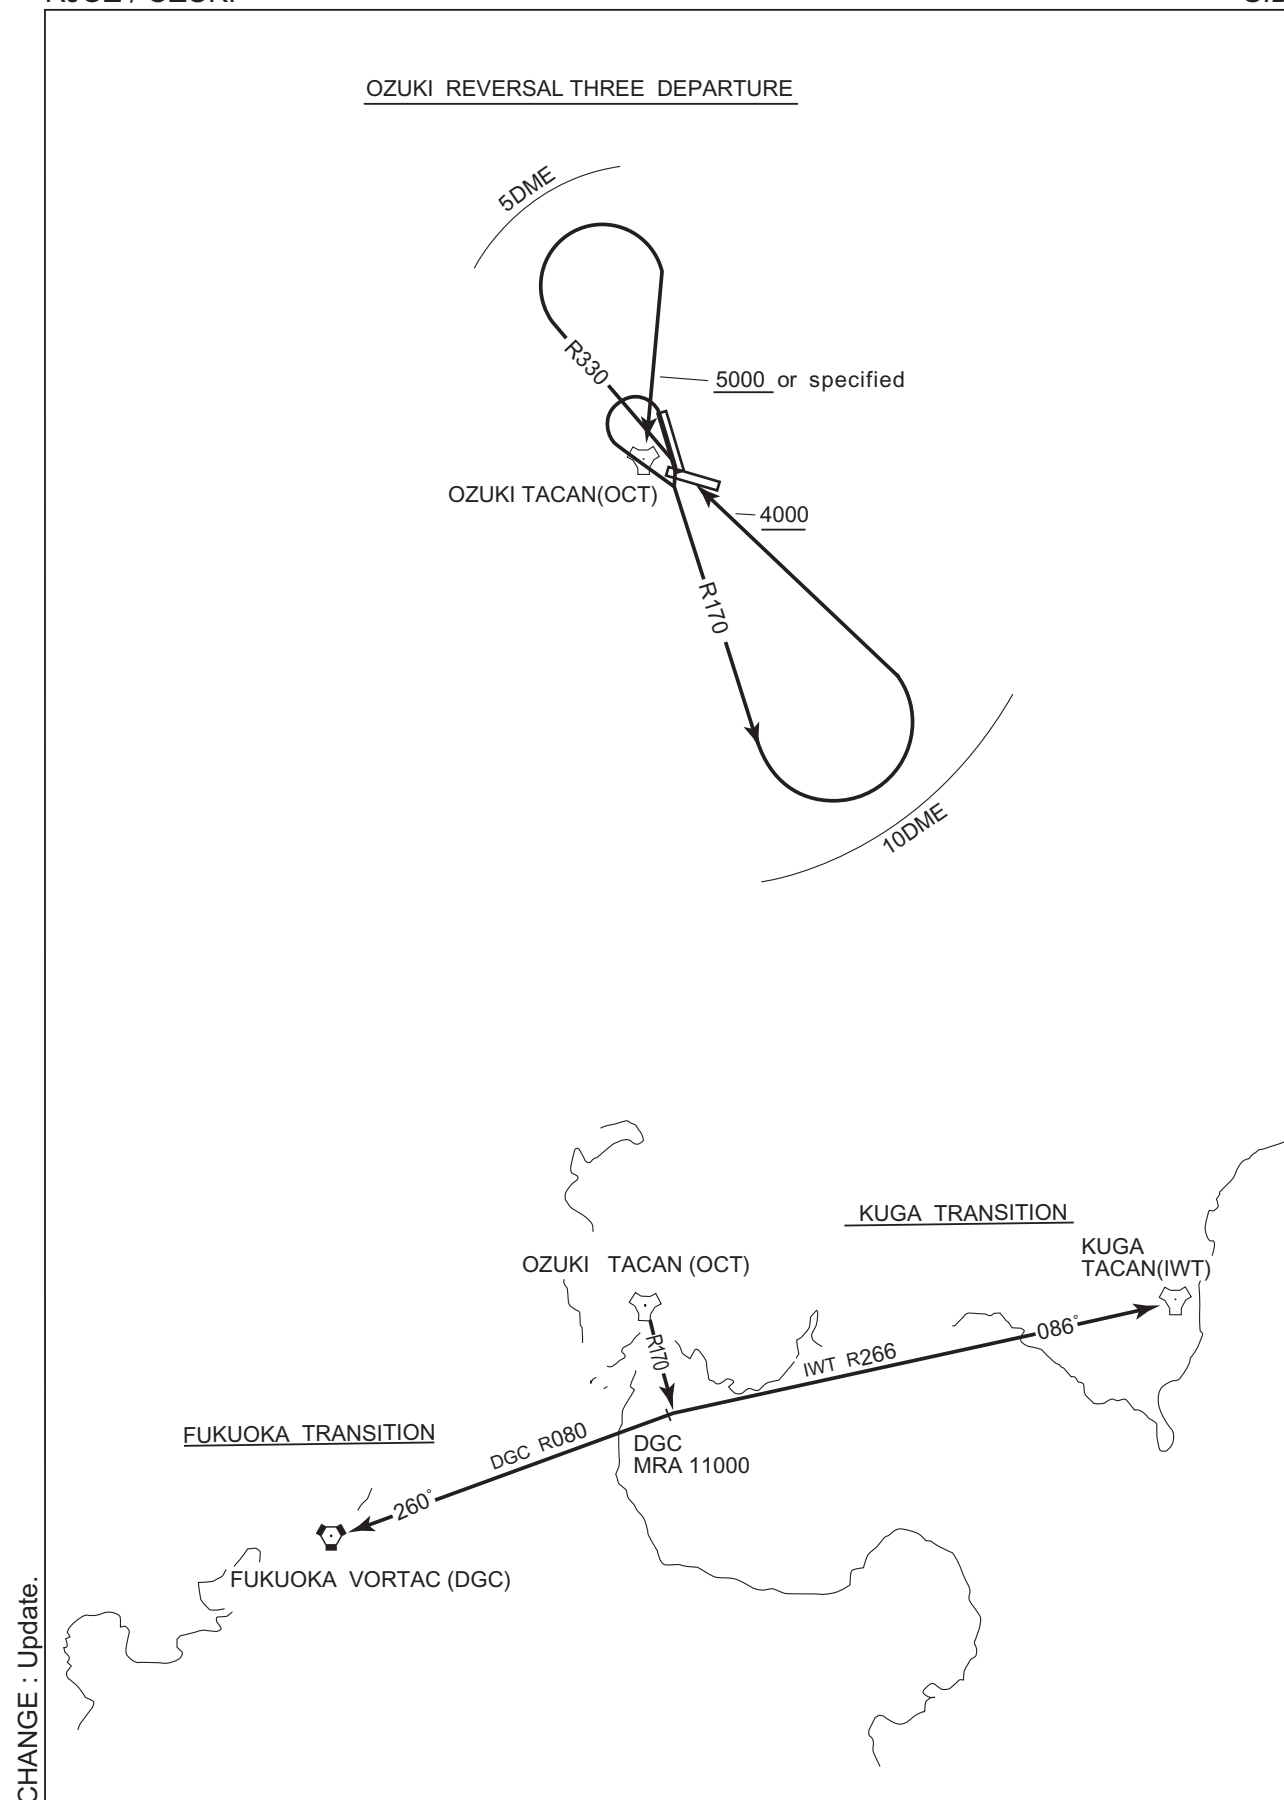 OZUKI REVERSAL THREE DEPARTURE
5DME
R330
5000 or specified
OZUKI TACAN(OCT)
4000
R170
10DME
KUGA TRANSITION
KUGA
TACAN(IWT)
OZUKI TACAN (OCT)
R170
086°
IWT R266
FUKUOKA TRANSITION
DGC R080
DGC
MRA 11000
260°
FUKUOKA VORTAC (DGC)
CHANGE : Update.